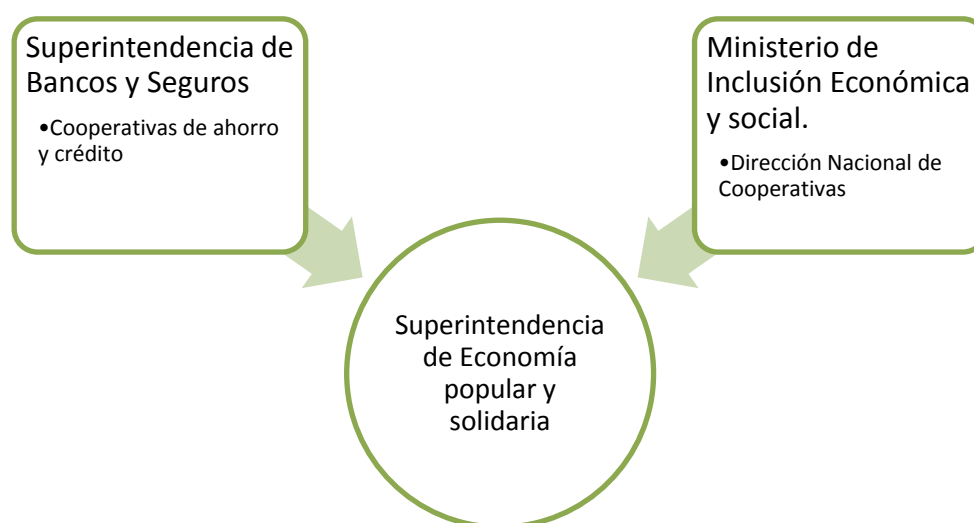 Superintendencia de
Bancos y Seguros
•Cooperativas de ahorro
y crédito
Ministerio de
Inclusión Económica
y social.
•Dirección Nacional de
Cooperativas
Superintendencia
de Economía
popular y
solidaria